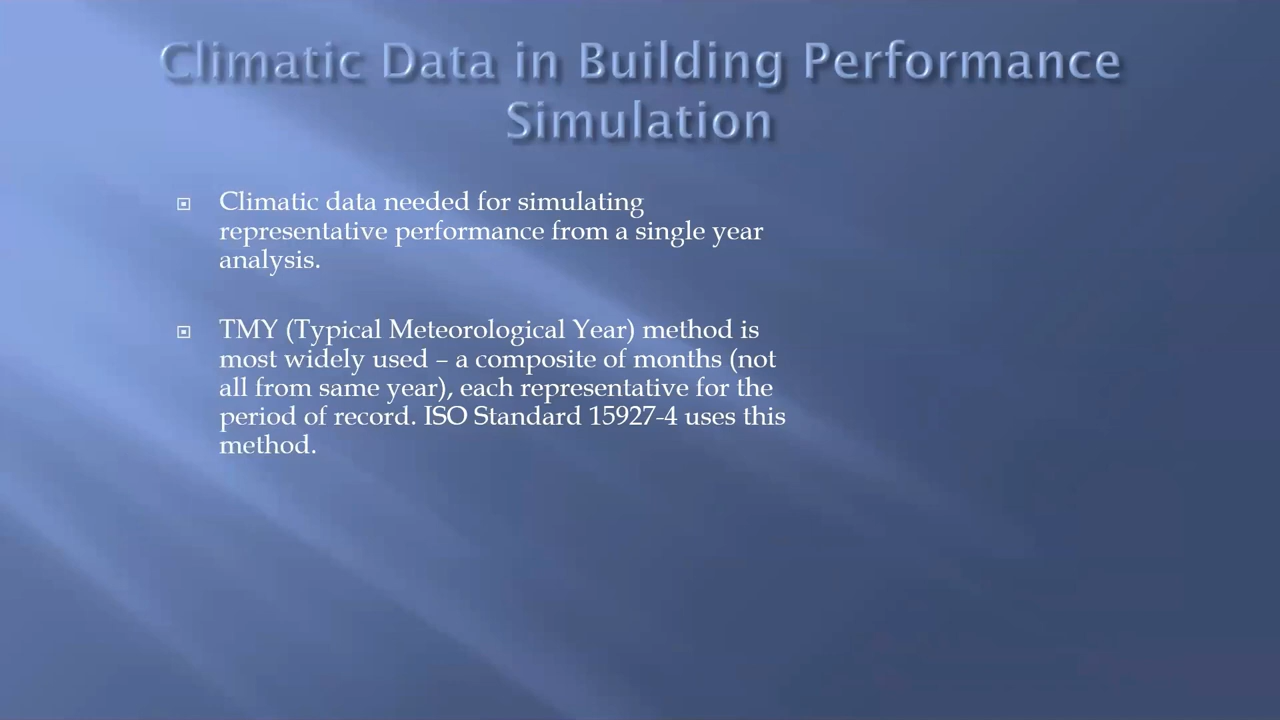 Climatic Data in Building Performance
Simulation
Climatic data needed for simulating
representative performance from a single year
analysis.
TMY (Typical Meteorological Year) method is
most widely used – a composite of months (not
all from same year), each representative for the
period of record. ISO Standard 15927-4 uses this
method.